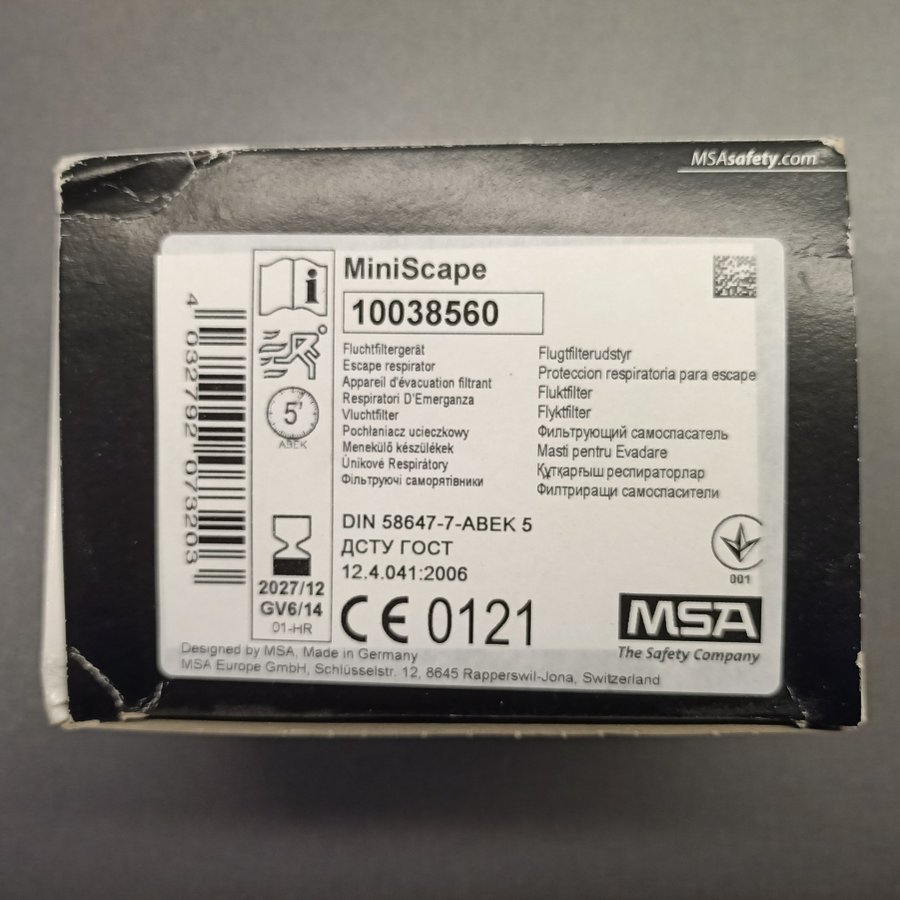 MSAsafety.com
4 032792 073203
i
5'
ABEK
2027/12
GV6/14
01-HR
MiniScape
10038560
Fluchtfiltergerät
Escape respirator
Appareil d'évacuation filtrant
Respiratori D'Emerganza
Vluchtfilter
Pochłaniacz ucieczkowy
Menekülő készülékek
Únikové Respirátory
Фільтруючі саморятівники
Flugtfilterudstyr
Proteccion respiratoria para escape
Fluktfilter
Flyktfilter
Фильтрующий самоспасатель
Masti pentru Evadare
Құтқарғыш респираторлар
Филтриращи самоспасители
DIN 58647-7-ABEK 5
ДСТУ ГОСТ
12.4.041:2006
CE 0121
001
MSA
The Safety Company
Designed by MSA, Made in Germany
MSA Europe GmbH, Schlüsselstr. 12, 8645 Rapperswil-Jona, Switzerland